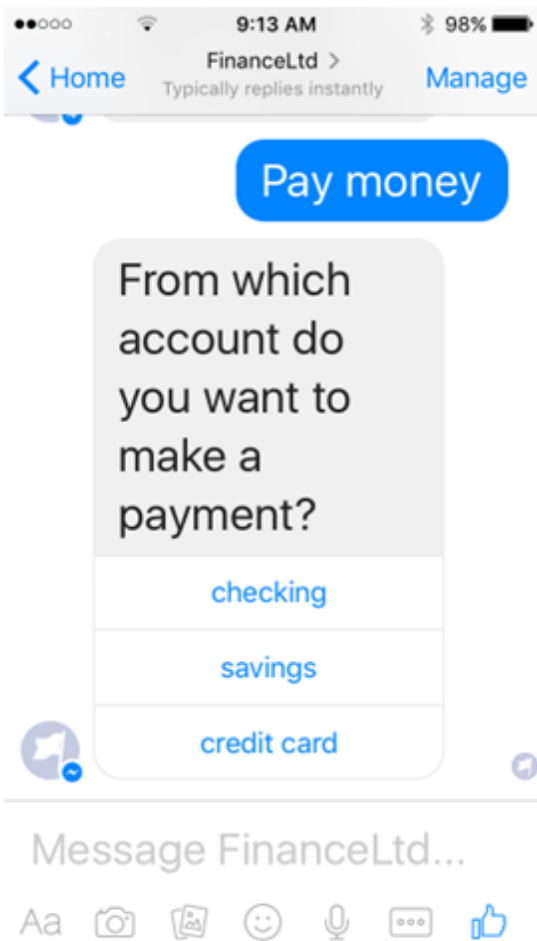 9:13 AM 98%
Home FinanceLtd > Manage
Typically replies instantly
Pay money
From which
account do
you want to
make a
payment?
checking
savings
credit card
Message FinanceLtd...
Aa